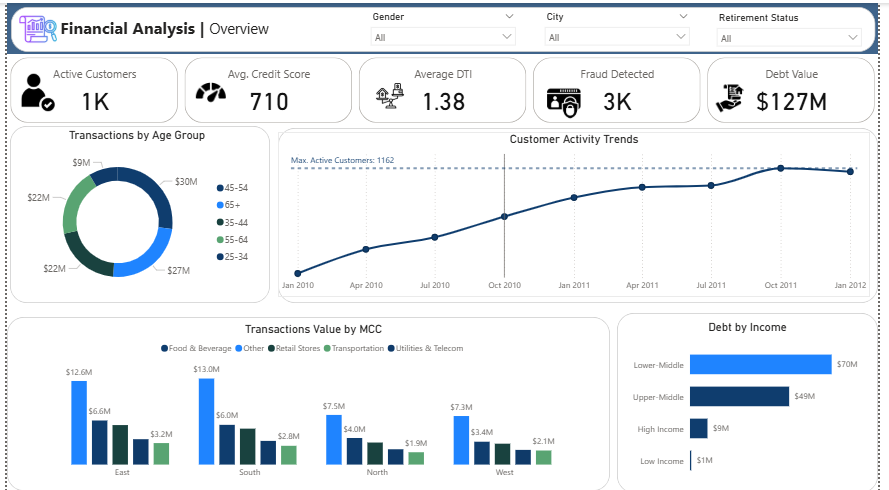 Financial Analysis | Overview
Gender
All
City
All
Retirement Status
All
Active Customers
1K
Avg. Credit Score
710
Average DTI
1.38
Fraud Detected
3K
Debt Value
$127M
Transactions by Age Group
$9M
$30M
$22M
$22M
$27M
45-54
65+
35-44
55-64
25-34
Customer Activity Trends
Max. Active Customers: 1162
Jan 2010 Apr 2010 Jul 2010 Oct 2010 Jan 2011 Apr 2011 Jul 2011 Oct 2011 Jan 2012
Transactions Value by MCC
Food & Beverage Other Retail Stores Transportation Utilities & Telecom
$12.6M
$6.6M
$3.2M
East
$13.0M
$6.0M
$2.8M
South
$7.5M
$4.0M
$1.9M
North
$7.3M
$3.4M
$2.1M
West
Debt by Income
Lower-Middle $70M
Upper-Middle $49M
High Income $9M
Low Income $1M